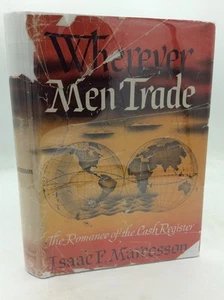 Wherever
Men Trade
The Romance of the Cash Register
Isaac F. Marcosson